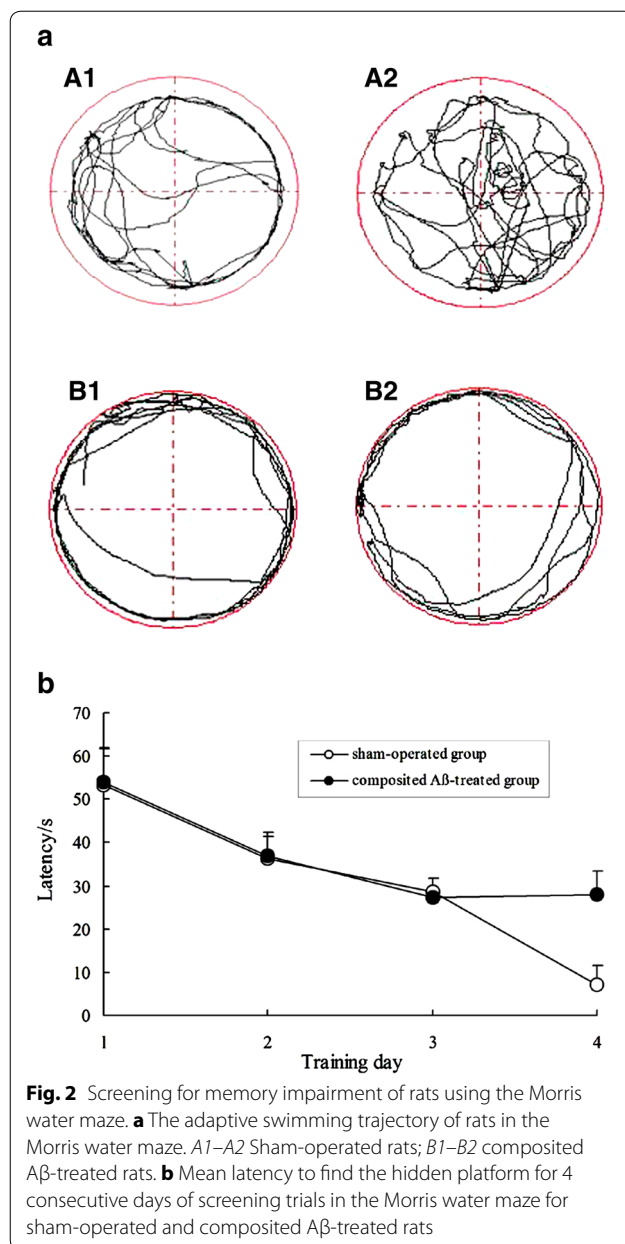 a
A1 A2
B1 B2
b
70
60
50
40
30
20
10
0
Latency/s
sham-operated group
composited Aß-treated group
1 2 3 4
Training day
Fig. 2 Screening for memory impairment of rats using the Morris
water maze. a The adaptive swimming trajectory of rats in the
Morris water maze. A1–A2 Sham-operated rats; B1–B2 composited
Aβ-treated rats. b Mean latency to find the hidden platform for 4
consecutive days of screening trials in the Morris water maze for
sham-operated and composited Aβ-treated rats